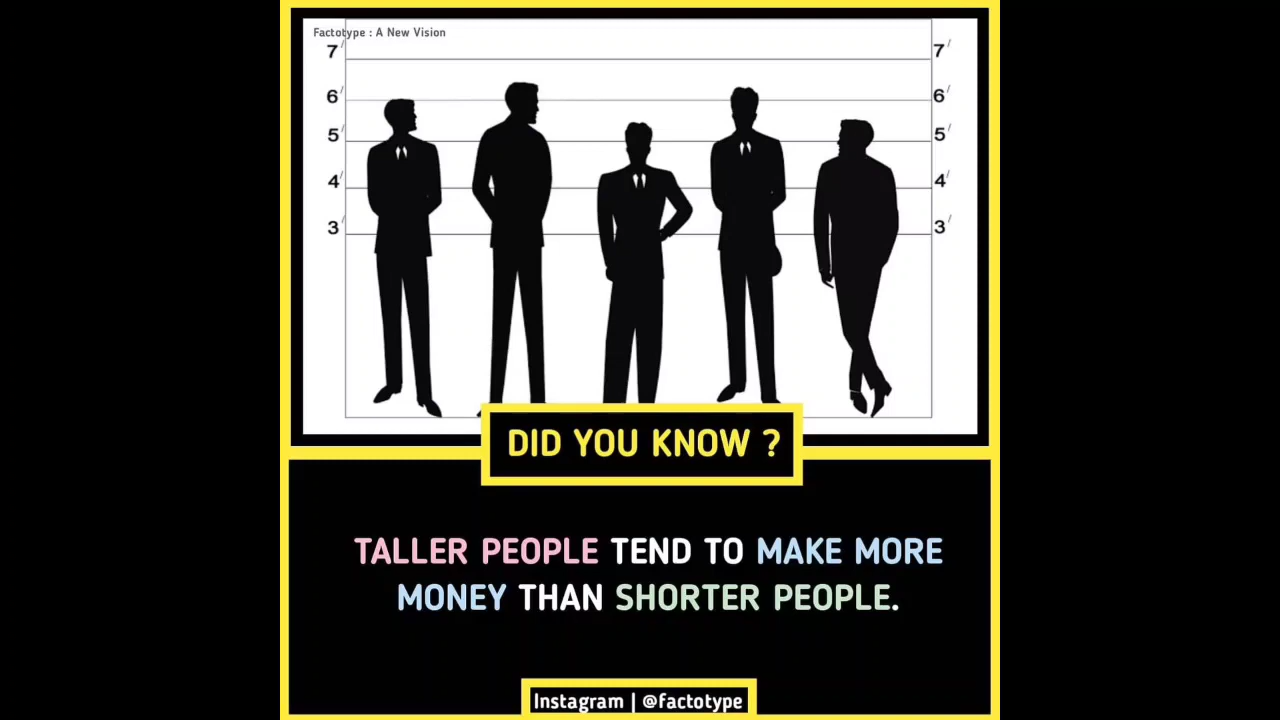 Factotype : A New Vision
7' 7'
6' 6'
5' 5'
4' 4'
3' 3'
DID YOU KNOW ?
TALLER PEOPLE TEND TO MAKE MORE
MONEY THAN SHORTER PEOPLE.
Instagram | @factotype